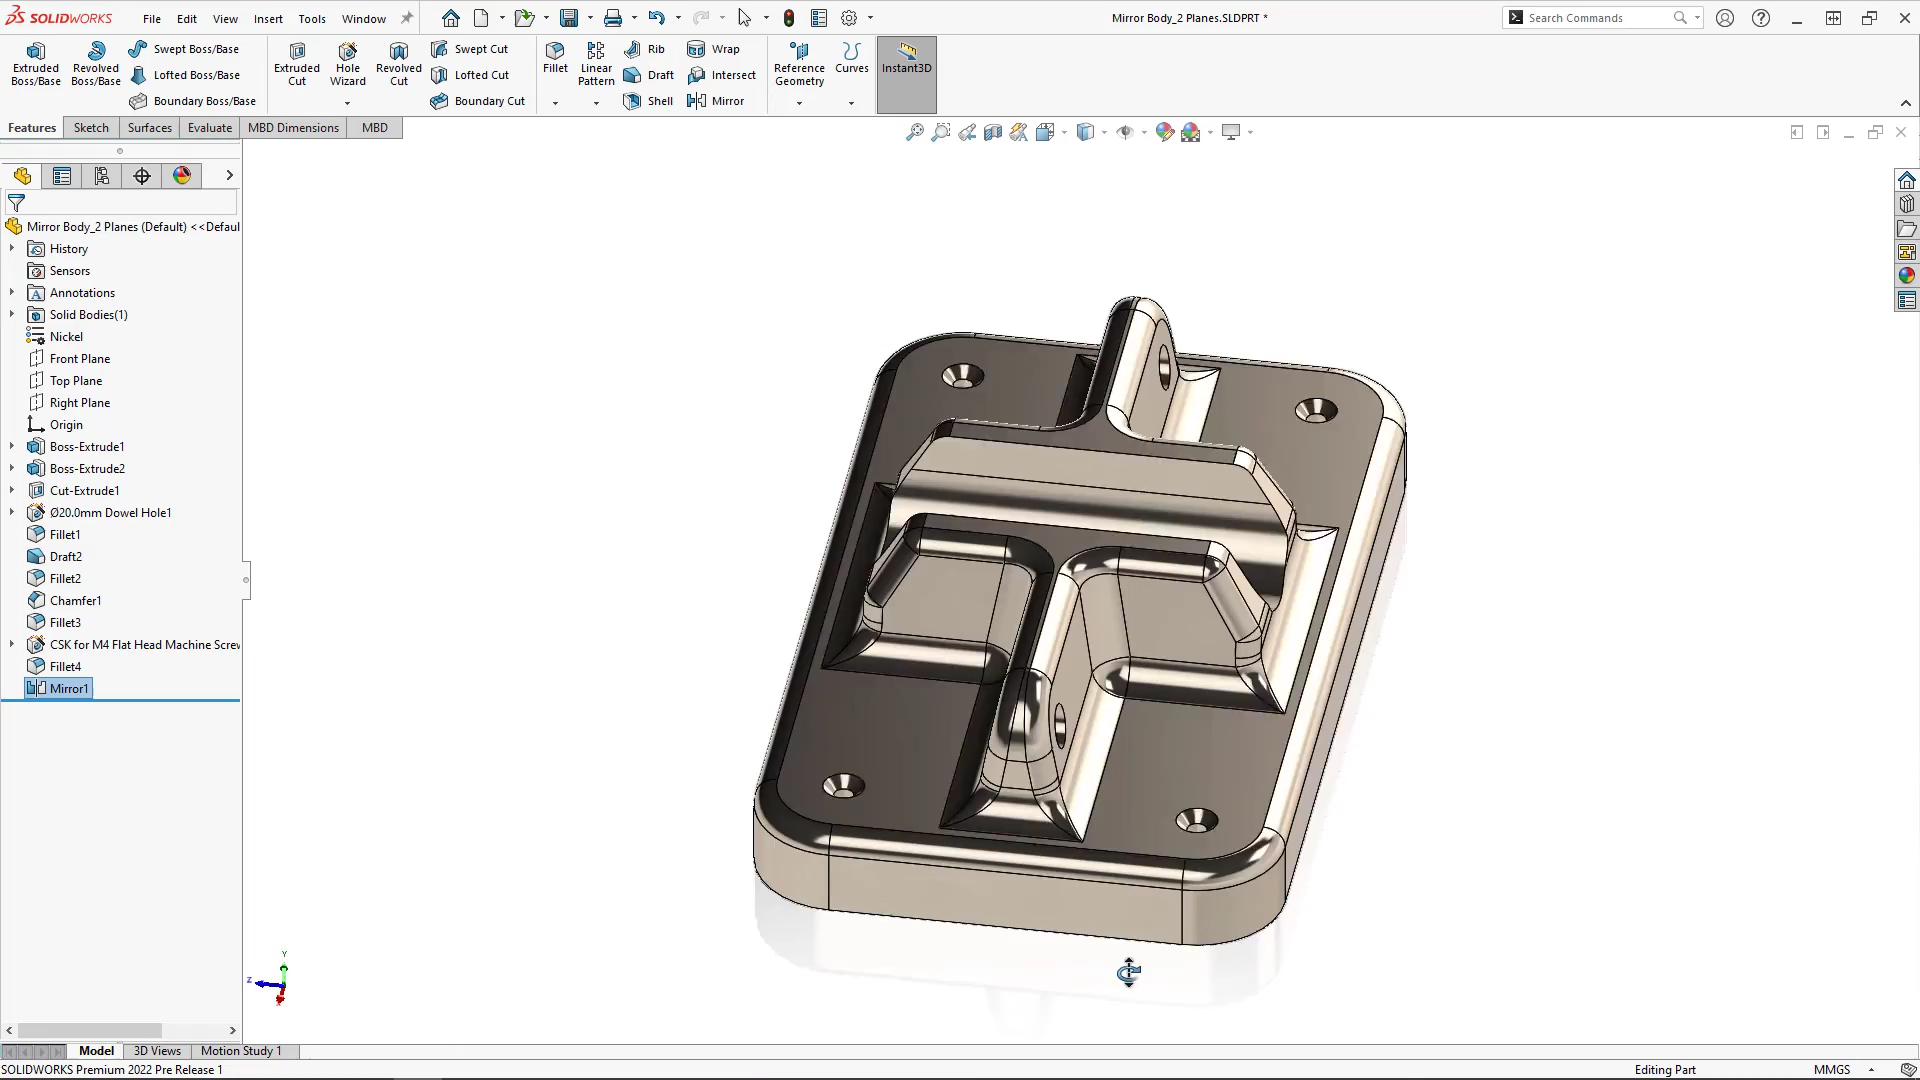 SOLIDWORKS File Edit View Insert Tools Window Mirror Body_2 Planes.SLDPRT * Search Commands
Extruded Boss/Base
Revolved Boss/Base
Swept Boss/Base
Lofted Boss/Base
Boundary Boss/Base
Extruded Cut
Hole Wizard
Revolved Cut
Swept Cut
Lofted Cut
Boundary Cut
Fillet
Linear Pattern
Rib
Draft
Shell
Wrap
Intersect
Mirror
Reference Geometry
Curves
Instant3D
Features Sketch Surfaces Evaluate MBD Dimensions MBD
Mirror Body_2 Planes (Default) <<Defaul
History
Sensors
Annotations
Solid Bodies(1)
Nickel
Front Plane
Top Plane
Right Plane
Origin
Boss-Extrude1
Boss-Extrude2
Cut-Extrude1
Ø20.0mm Dowel Hole1
Fillet1
Draft2
Fillet2
Chamfer1
Fillet3
CSK for M4 Flat Head Machine Screw
Fillet4
Mirror1
Y
Z
Model 3D Views Motion Study 1
SOLIDWORKS Premium 2022 Pre Release 1 Editing Part MMGS